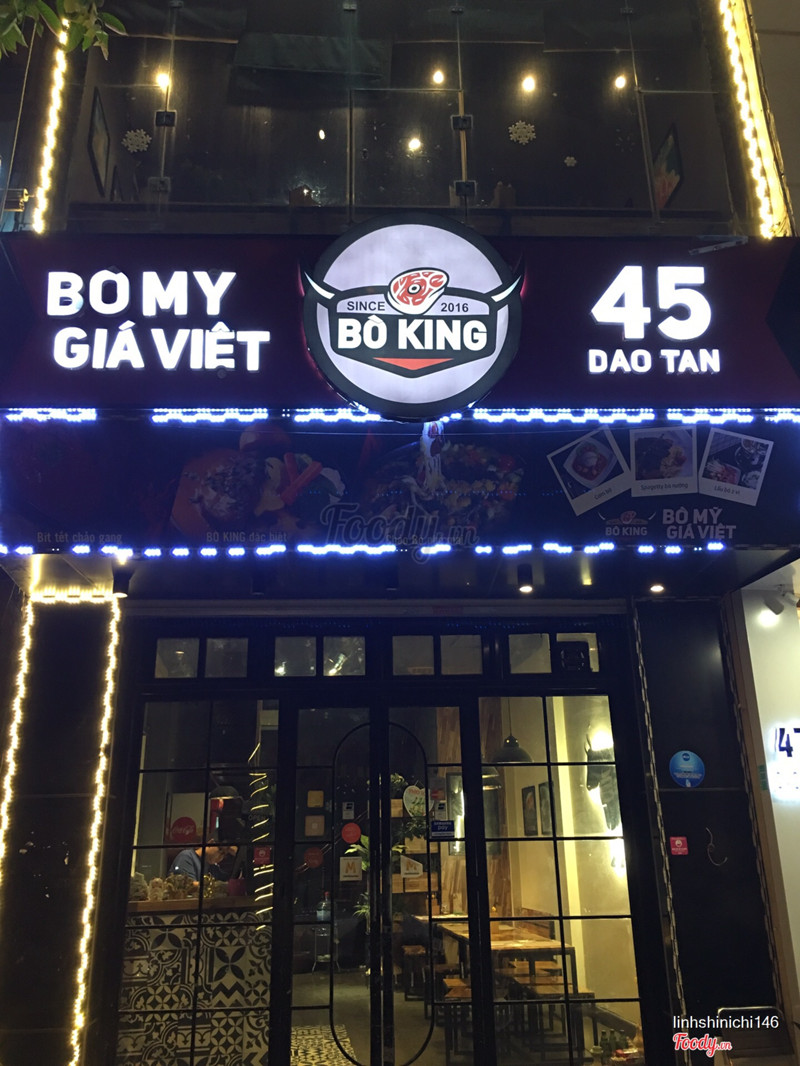 BÒ MỸ
GIÁ VIỆT
SINCE 2016
BÒ KING
45
DAO TAN
Bít tết chảo gang
BÒ KING đặc biệt
Foody.vn
BÒ KING
BÒ MỸ
GIÁ VIỆT
47
linhshinichi146
Foody.vn